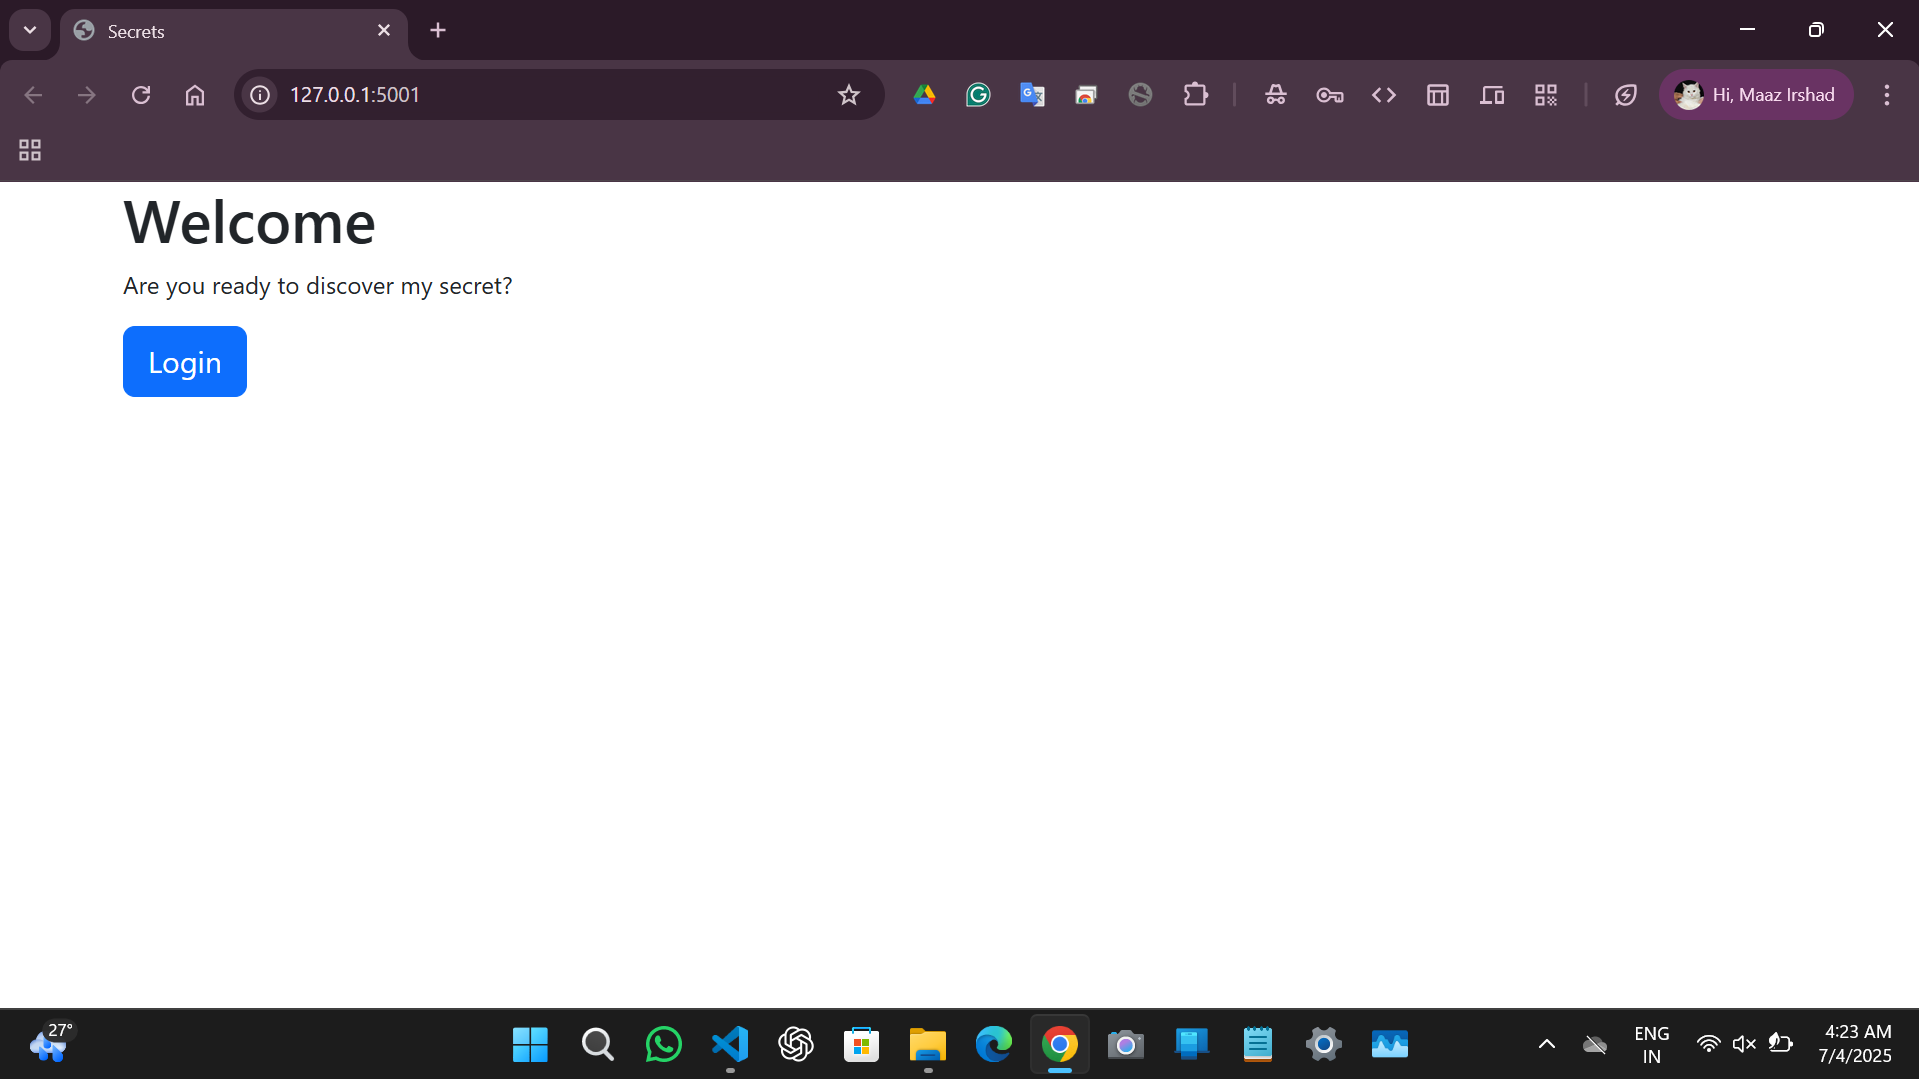 Secrets
127.0.0.1:5001
Hi, Maaz Irshad
Welcome
Are you ready to discover my secret?
Login
27°
ENG
IN
4:23 AM
7/4/2025